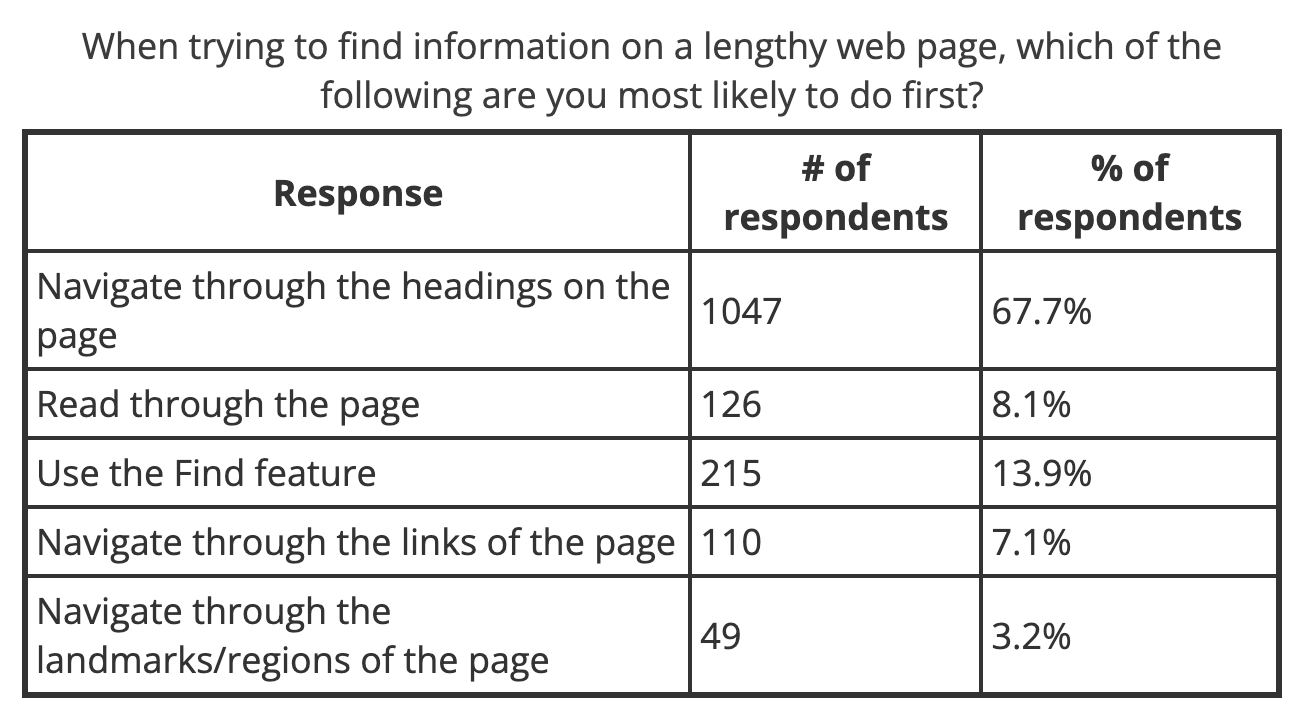 When trying to find information on a lengthy web page, which of the
following are you most likely to do first?
Response
# of
respondents
% of
respondents
Navigate through the headings on the
page
1047
67.7%
Read through the page
126
8.1%
Use the Find feature
215
13.9%
Navigate through the links of the page
110
7.1%
Navigate through the
landmarks/regions of the page
49
3.2%